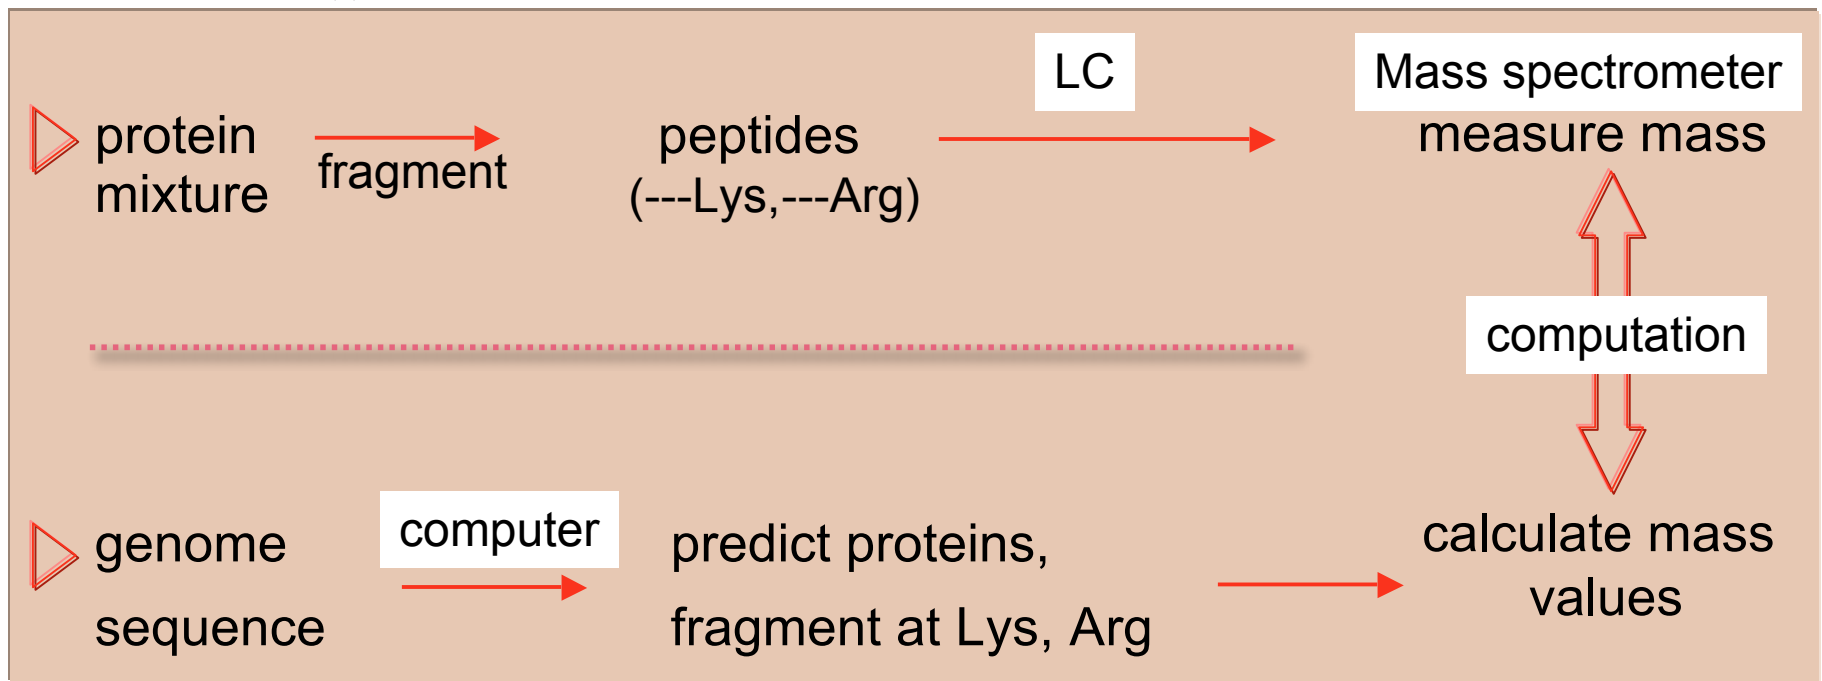 LC
Mass spectrometer
protein
mixture
fragment
peptides
(---Lys,---Arg)
measure mass
computation
genome
sequence
computer
predict proteins,
fragment at Lys, Arg
calculate mass
values